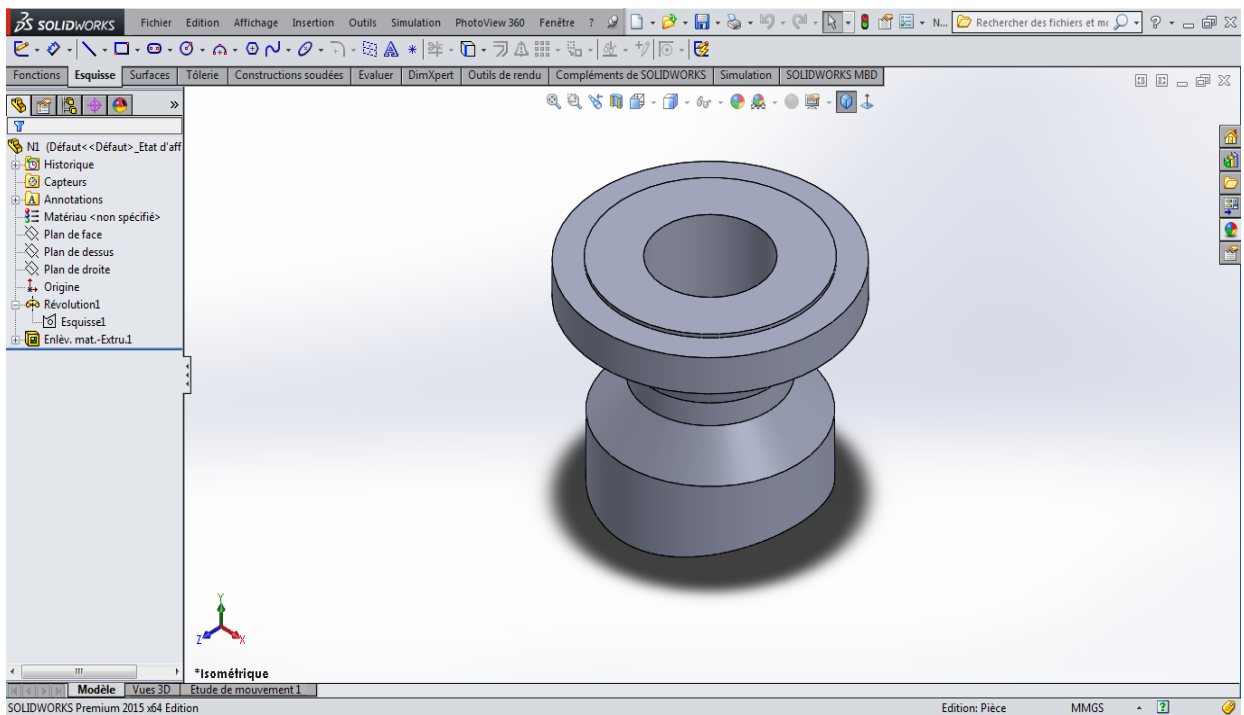 SOLIDWORKS Fichier Edition Affichage Insertion Outils Simulation PhotoView 360 Fenêtre ? N... Rechercher des fichiers et mo
Fonctions Esquisse Surfaces Tôlerie Constructions soudées Evaluer DimXpert Outils de rendu Compléments de SOLIDWORKS Simulation SOLIDWORKS MBD
N1 (Défaut<<Défaut>_Etat d'aff
Historique
Capteurs
Annotations
Matériau <non spécifié>
Plan de face
Plan de dessus
Plan de droite
Origine
Révolution1
Esquisse1
Enlèv. mat.-Extru.1
Y
Z X
*Isométrique
Modèle Vues 3D Etude de mouvement 1
SOLIDWORKS Premium 2015 x64 Edition Edition: Pièce MMGS